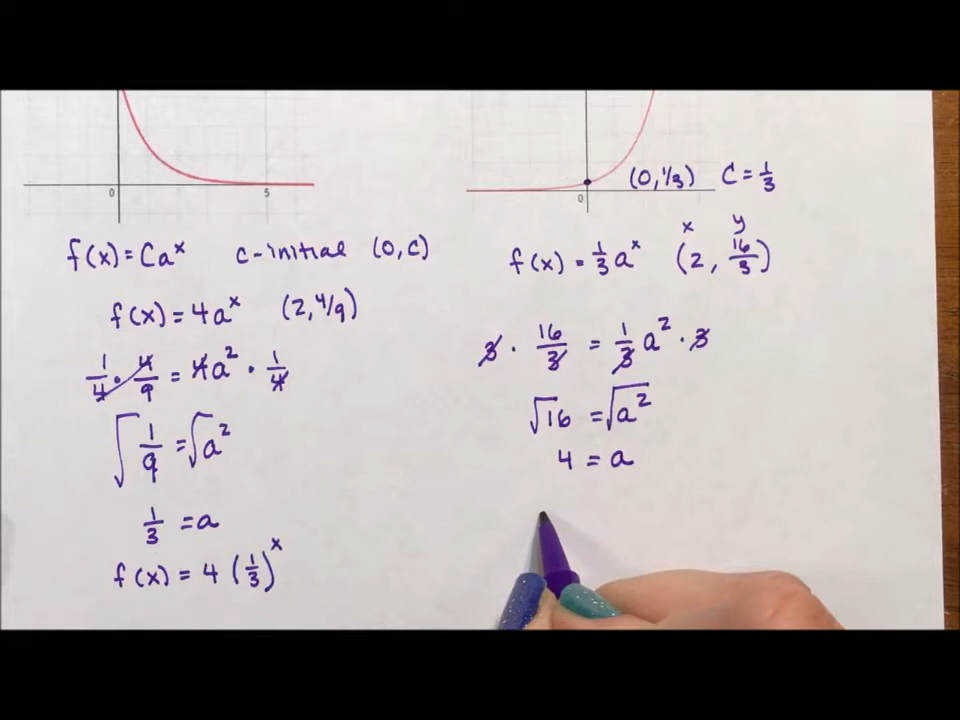 0 5
f(x) = Ca^x c-initial (0, C)
f(x) = 4a^x (2, 4/9)
1/4 · 4/9 = 4a^2 · 1/4
√1/9 = √a^2
1/3 = a
f(x) = 4 (1/3)^x
0
(0, 1/3) C = 1/3
x y
f(x) = 1/3 a^x (2, 16/3)
3 · 16/3 = 1/3 a^2 · 3
√16 = √a^2
4 = a